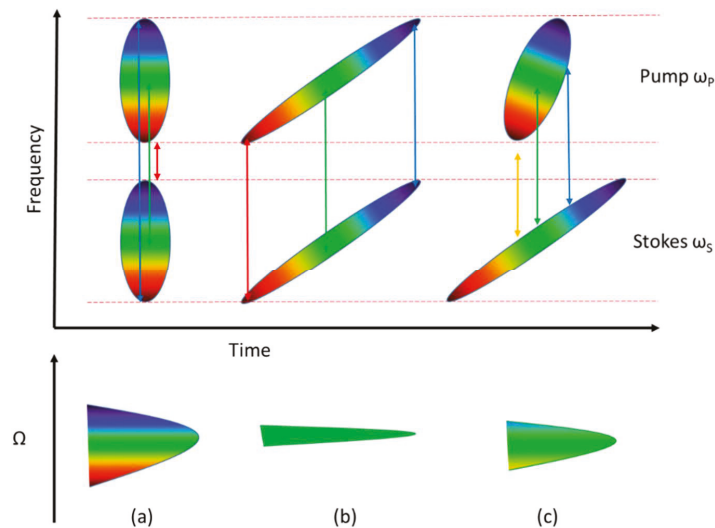 Frequency
Pump ωP
Stokes ωS
Time
Ω
(a)
(b)
(c)